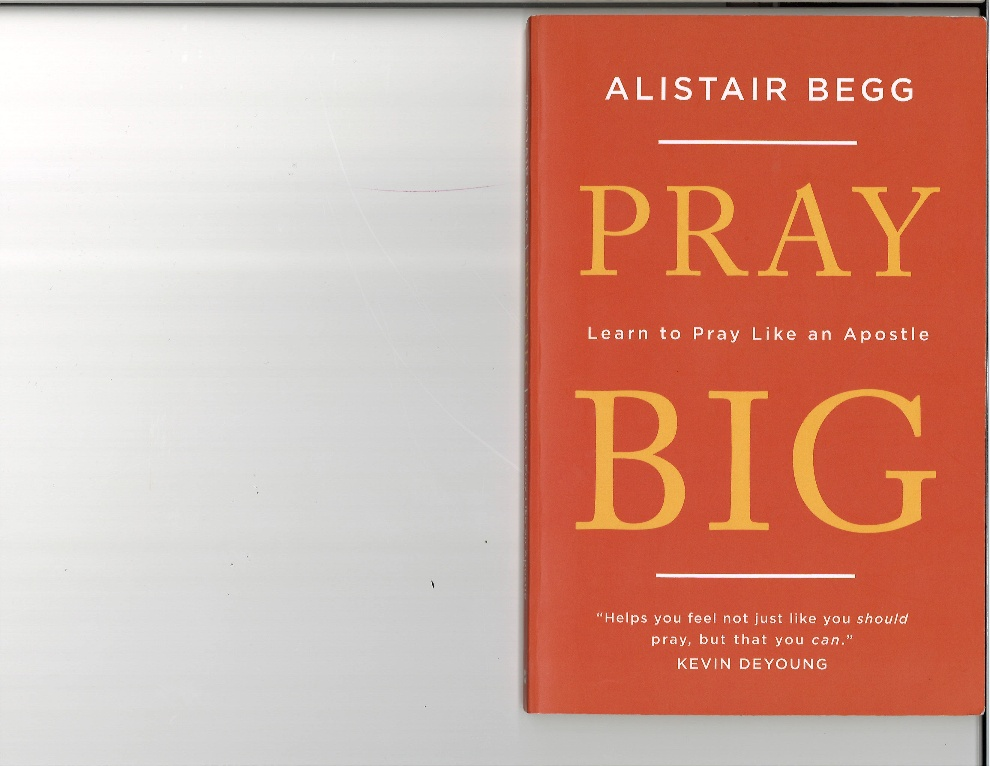 ALISTAIR BEGG
PRAY
Learn to Pray Like an Apostle
BIG
“Helps you feel not just like you should
pray, but that you can.”
KEVIN DEYOUNG